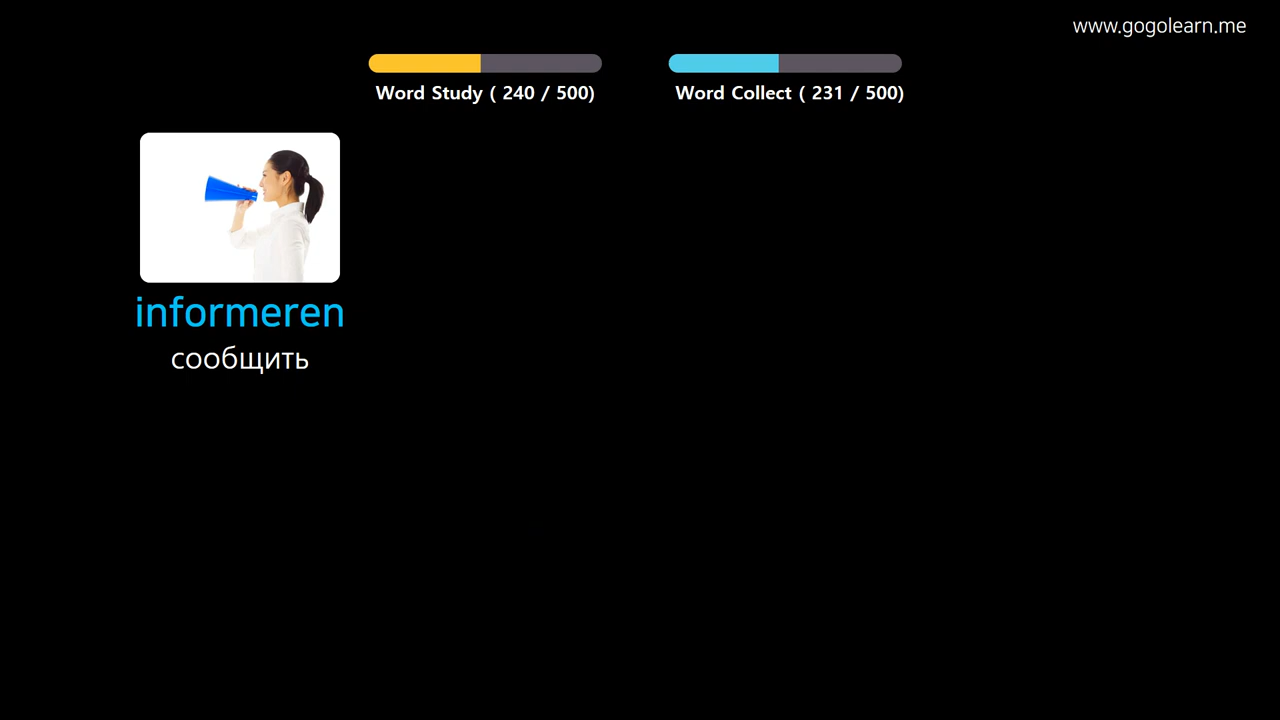 www.gogolearn.me
Word Study ( 240 / 500)
Word Collect ( 231 / 500)
informeren
сообщить